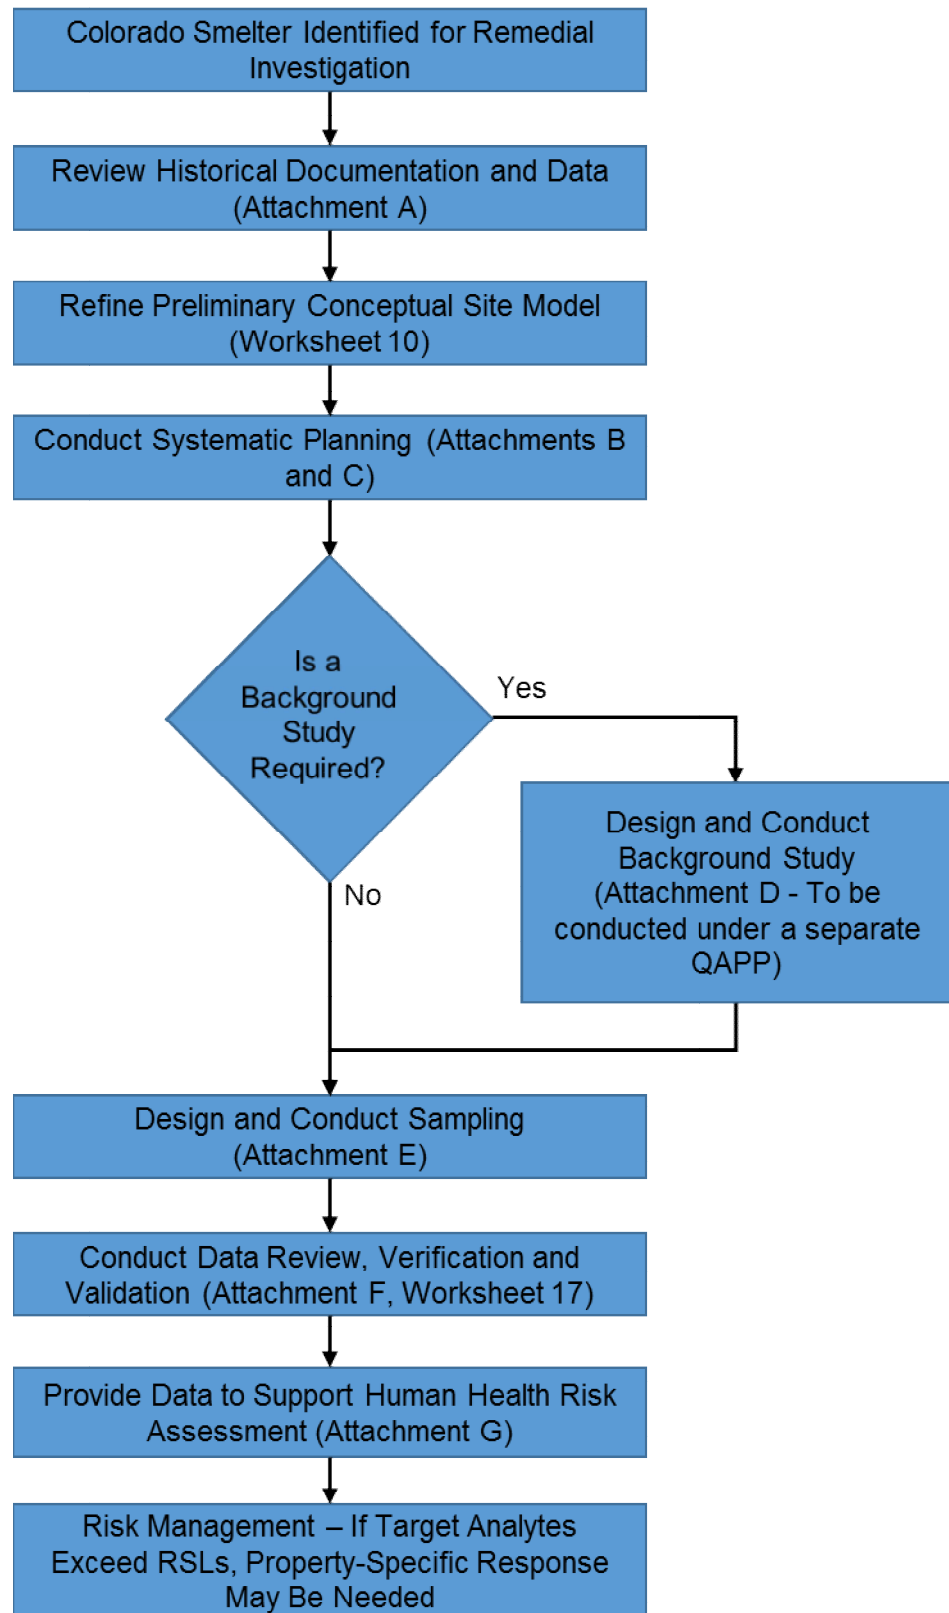 Colorado Smelter Identified for Remedial
Investigation
Review Historical Documentation and Data
(Attachment A)
Refine Preliminary Conceptual Site Model
(Worksheet 10)
Conduct Systematic Planning (Attachments B
and C)
Is a
Background
Study
Required?
Yes
Design and Conduct
Background Study
(Attachment D - To be
conducted under a separate
QAPP)
No
Design and Conduct Sampling
(Attachment E)
Conduct Data Review, Verification and
Validation (Attachment F, Worksheet 17)
Provide Data to Support Human Health Risk
Assessment (Attachment G)
Risk Management – If Target Analytes
Exceed RSLs, Property-Specific Response
May Be Needed